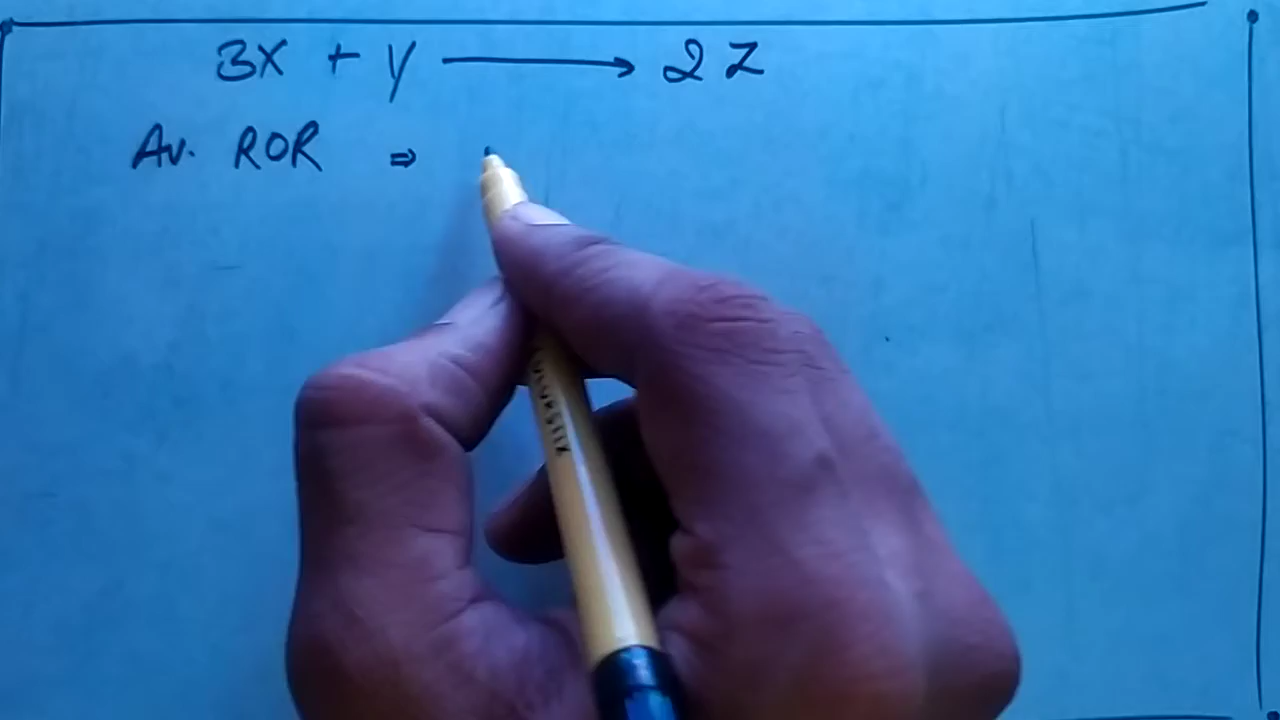 3X + Y ⟶ 2Z
Av. ROR ⇒